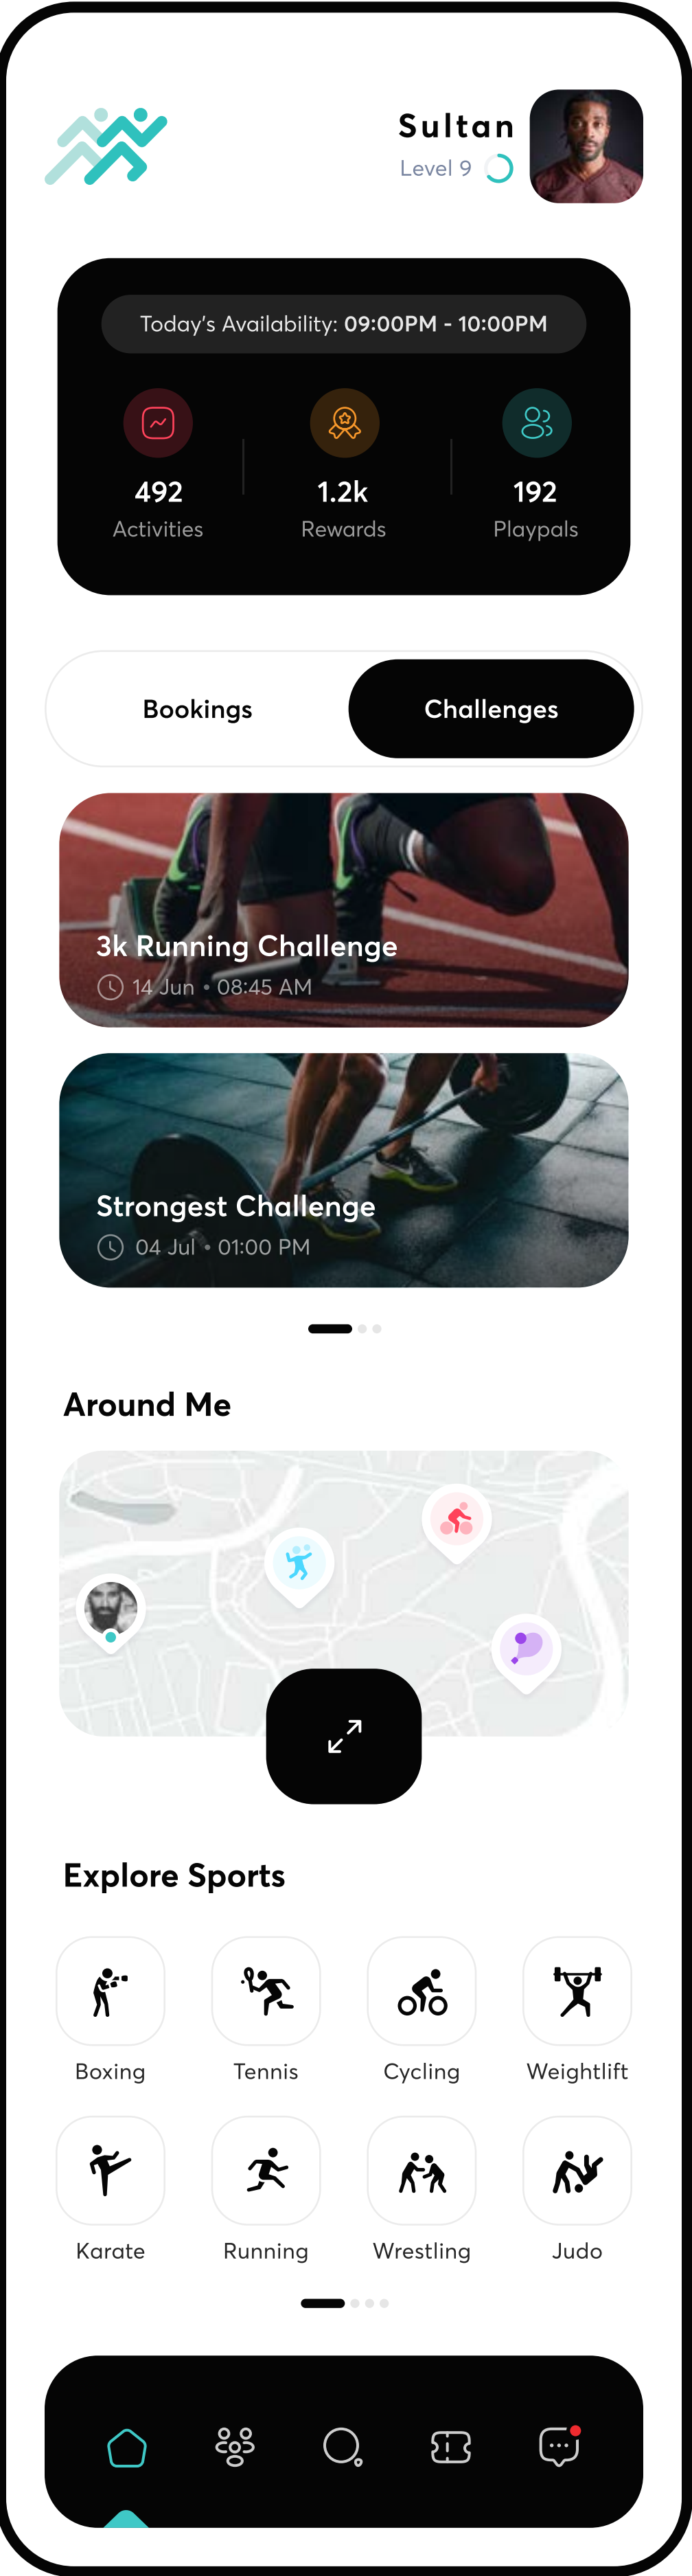 Sultan
Level 9
Today's Availability: 09:00PM - 10:00PM
492
1.2k
192
Activities
Rewards
Playpals
Bookings
Challenges
3k Running Challenge
14 Jun • 08:45 AM
Strongest Challenge
04 Jul • 01:00 PM
Around Me
Explore Sports
Boxing
Tennis
Cycling
Weightlift
Karate
Running
Wrestling
Judo